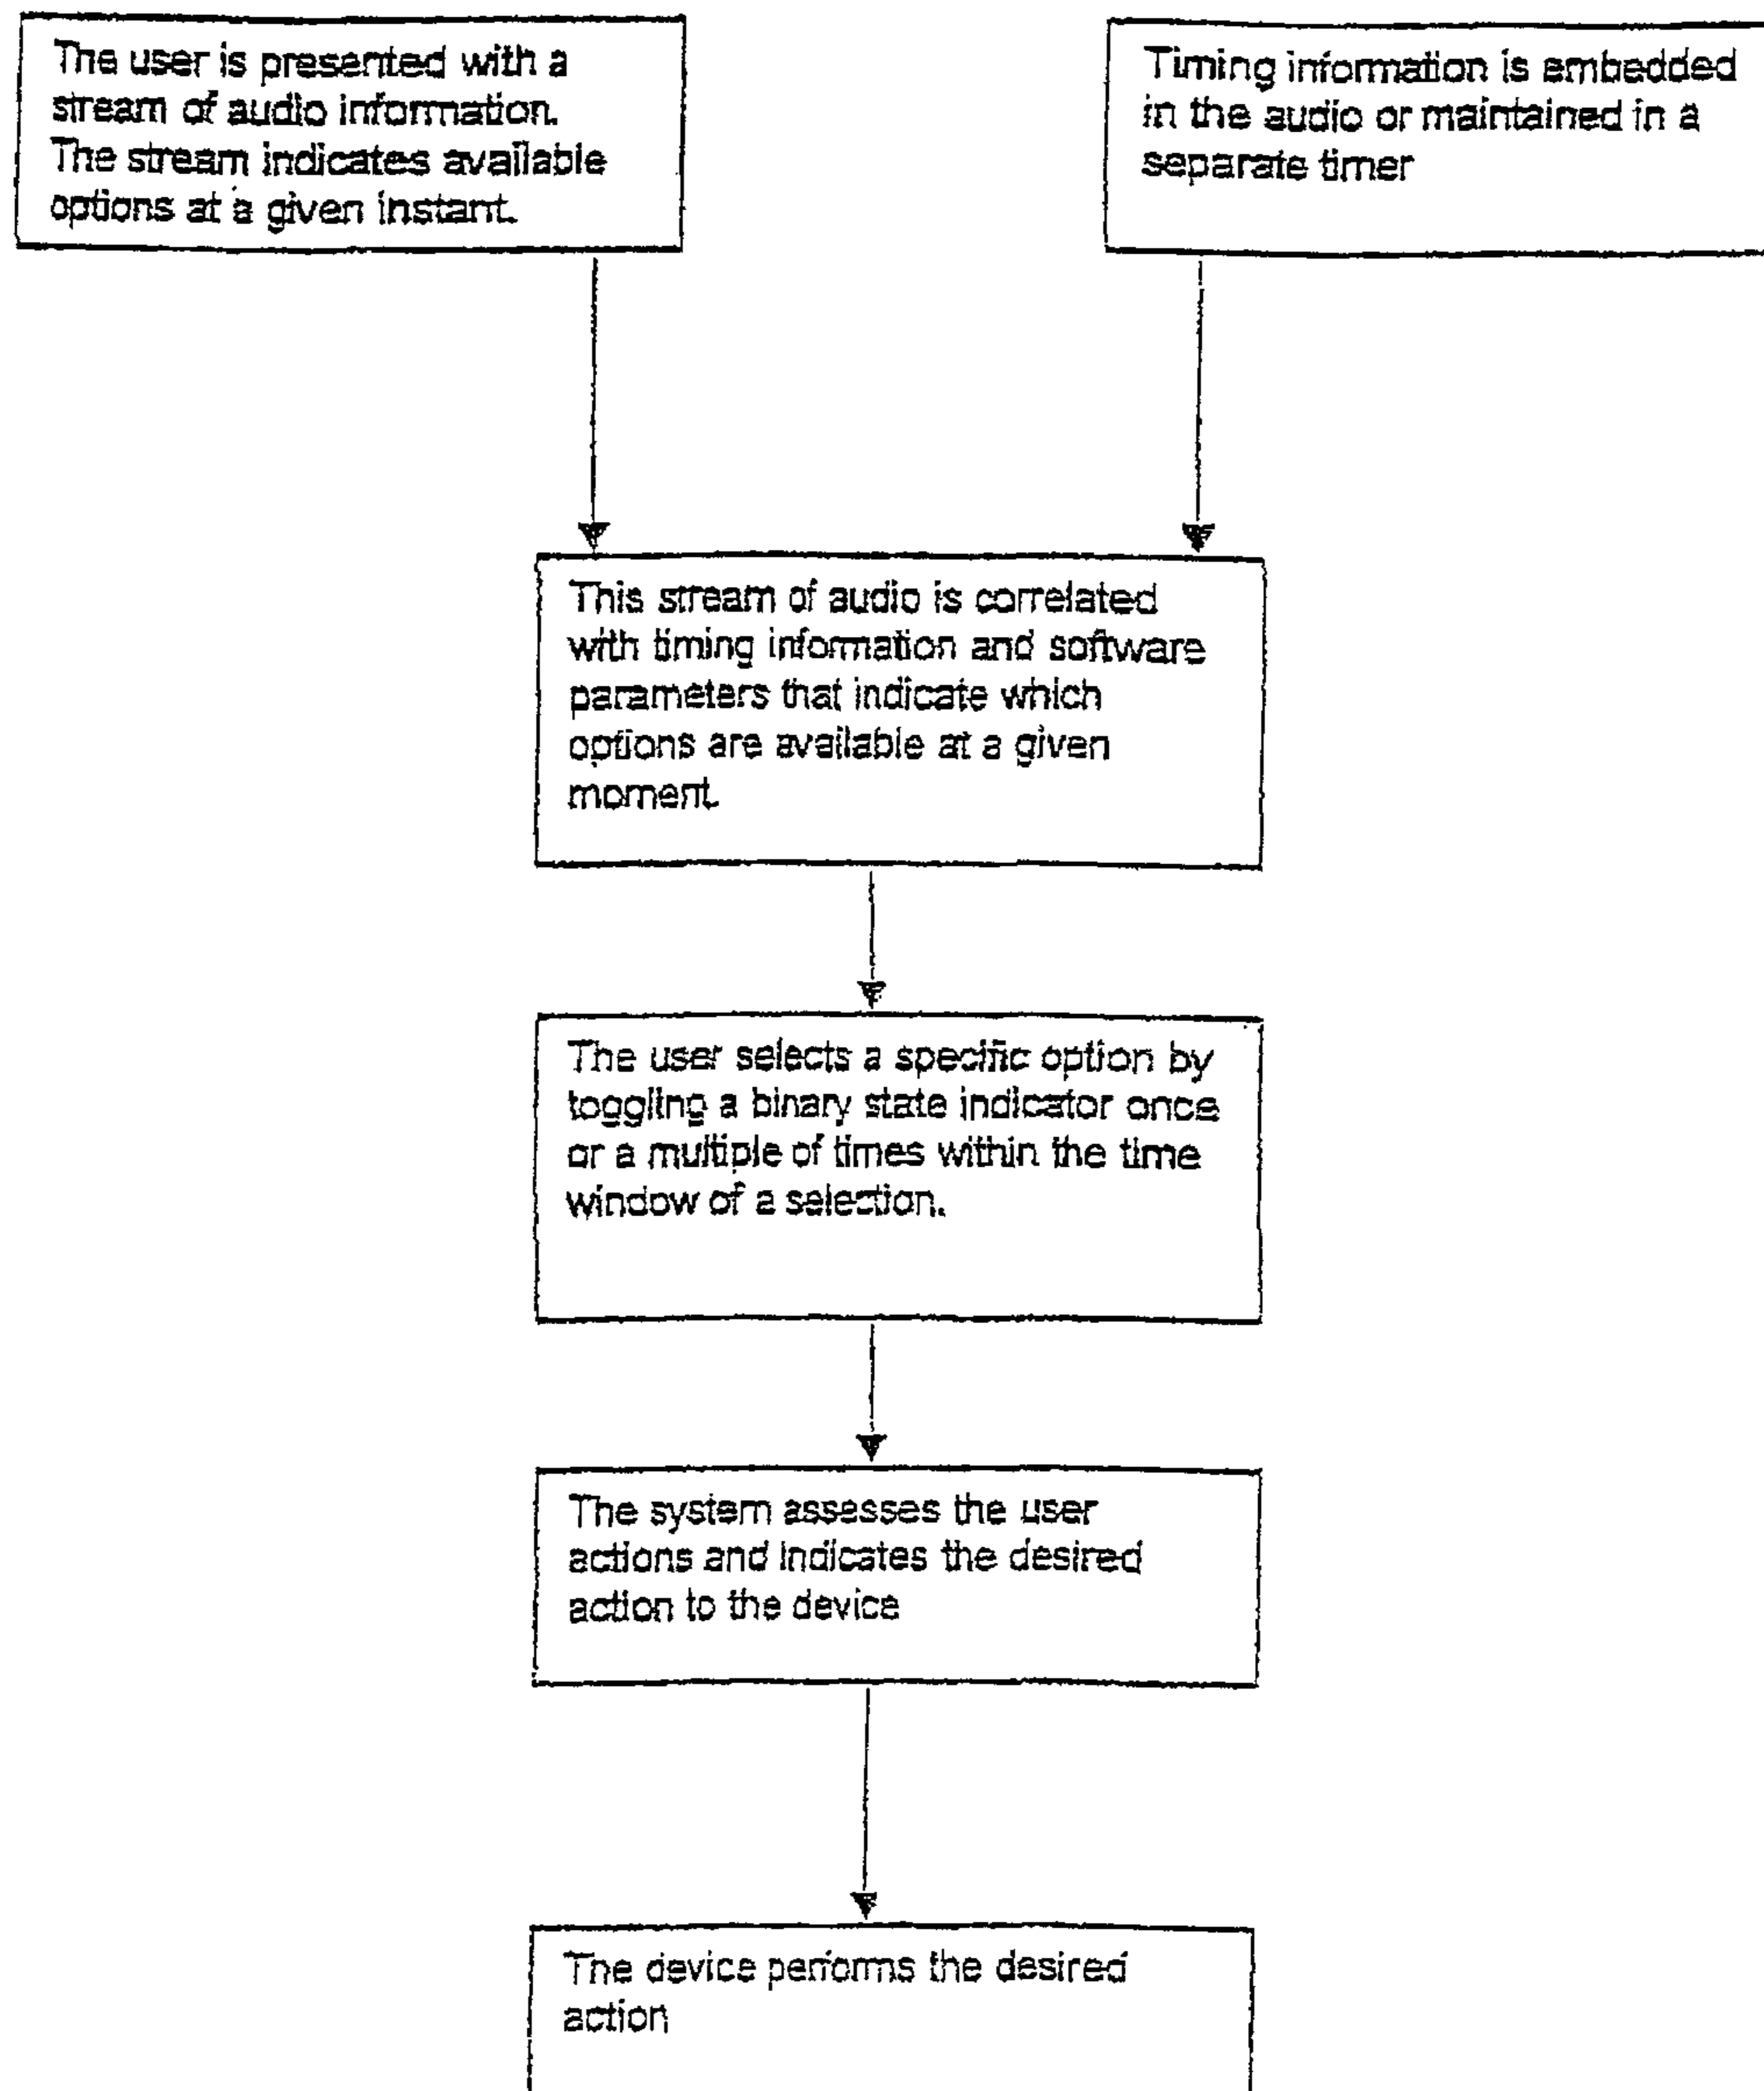 The user is presented with a
stream of audio information.
The stream indicates available
options at a given instant.
Timing information is embedded
in the audio or maintained in a
separate timer
This stream of audio is correlated
with timing information and software
parameters that indicate which
options are available at a given
moment.
The user selects a specific option by
toggling a binary state indicator once
or a multiple of times within the time
window of a selection.
The system assesses the user
actions and indicates the desired
action to the device
The device performs the desired
action